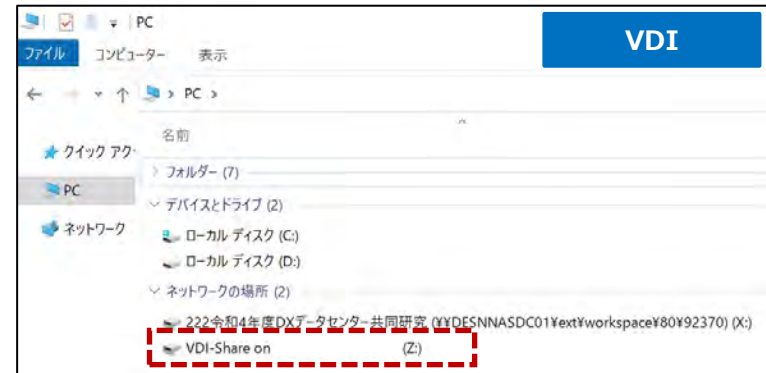 PC
VDI
ファイル コンピューター 表示
PC
名前
クイック アク
フォルダー (7)
PC
デバイスとドライブ (2)
ネットワーク
ローカル ディスク (C:)
ローカル ディスク (D:)
ネットワークの場所 (2)
222令和4年度DXデータセンター共同研究 (¥¥DESNNASDC01¥ext¥workspace¥80¥92370) (X:)
VDI-Share on (Z:)